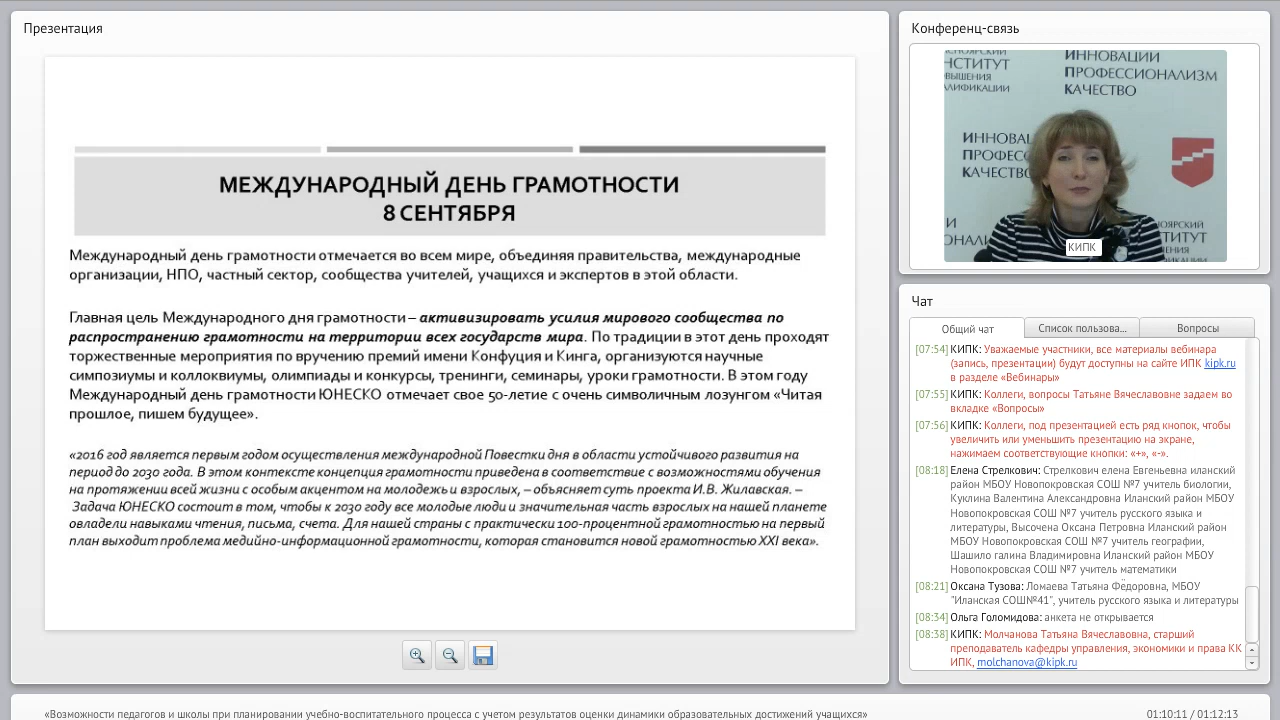 Презентация
МЕЖДУНАРОДНЫЙ ДЕНЬ ГРАМОТНОСТИ
8 СЕНТЯБРЯ
Международный день грамотности отмечается во всем мире, объединяя правительства, международные
организации, НПО, частный сектор, сообщества учителей, учащихся и экспертов в этой области.
Главная цель Международного дня грамотности – активизировать усилия мирового сообщества по
распространению грамотности на территории всех государств мира. По традиции в этот день проходят
торжественные мероприятия по вручению премий имени Конфуция и Кинга, организуются научные
симпозиумы и коллоквиумы, олимпиады и конкурсы, тренинги, семинары, уроки грамотности. В этом году
Международный день грамотности ЮНЕСКО отмечает свое 50-летие с очень символичным лозунгом «Читая
прошлое, пишем будущее».
«2016 год является первым годом осуществления международной Повестки дня в области устойчивого развития на
период до 2030 года. В этом контексте концепция грамотности приведена в соответствие с возможностями обучения
на протяжении всей жизни с особым акцентом на молодежь и взрослых, – объясняет суть проекта И.В. Жилавская. –
Задача ЮНЕСКО состоит в том, чтобы к 2030 году все молодые люди и значительная часть взрослых на нашей планете
овладели навыками чтения, письма, счета. Для нашей страны с практически 100-процентной грамотностью на первый
план выходит проблема медийно-информационной грамотности, которая становится новой грамотностью XXI века».
Конференц-связь
СНОЯРСКИЙ
НСТИТУТ
ВЫШЕНИЯ
АЛИФИКАЦИИ
ИННОВАЦИИ
ПРОФЕССИОНАЛИЗМ
КАЧЕСТВО
ИННОВАЦ
ПРОФЕСС
КАЧЕСТВО
КИПК
Чат
Общий чат
Список пользова...
Вопросы
[07:54] КИПК: Уважаемые участники, все материалы вебинара
(запись, презентации) будут доступны на сайте ИПК kipk.ru
в разделе «Вебинары»
[07:55] КИПК: Коллеги, вопросы Татьяне Вячеславовне задаем во
вкладке «Вопросы»
[07:56] КИПК: Коллеги, под презентацией есть ряд кнопок, чтобы
увеличить или уменьшить презентацию на экране,
нажимаем соответствующие кнопки: «+», «-».
[08:18] Елена Стрелкович: Стрелкович елена Евгеньевна иланский
район МБОУ Новопокровская СОШ №7 учитель биологии,
Куклина Валентина Александровна Иланский район МБОУ
Новопокровская СОШ №7 учитель русского языка и
литературы, Высочена Оксана Петровна Иланский район
МБОУ Новопокровская СОШ №7 учитель географии,
Шашило галина Владимировна Иланский район МБОУ
Новопокровская СОШ №7 учитель математики
[08:21] Оксана Тузова: Ломаева Татьяна Фёдоровна, МБОУ
"Иланская СОШ№41", учитель русского языка и литературы
[08:34] Ольга Голомидова: анкета не открывается
[08:38] КИПК: Молчанова Татьяна Вячеславовна, старший
преподаватель кафедры управления, экономики и права КК
ИПК, molchanova@kipk.ru
«Возможности педагогов и школы при планировании учебно-воспитательного процесса с учетом результатов оценки динамики образовательных достижений учащихся»
01:10:11 / 01:12:13